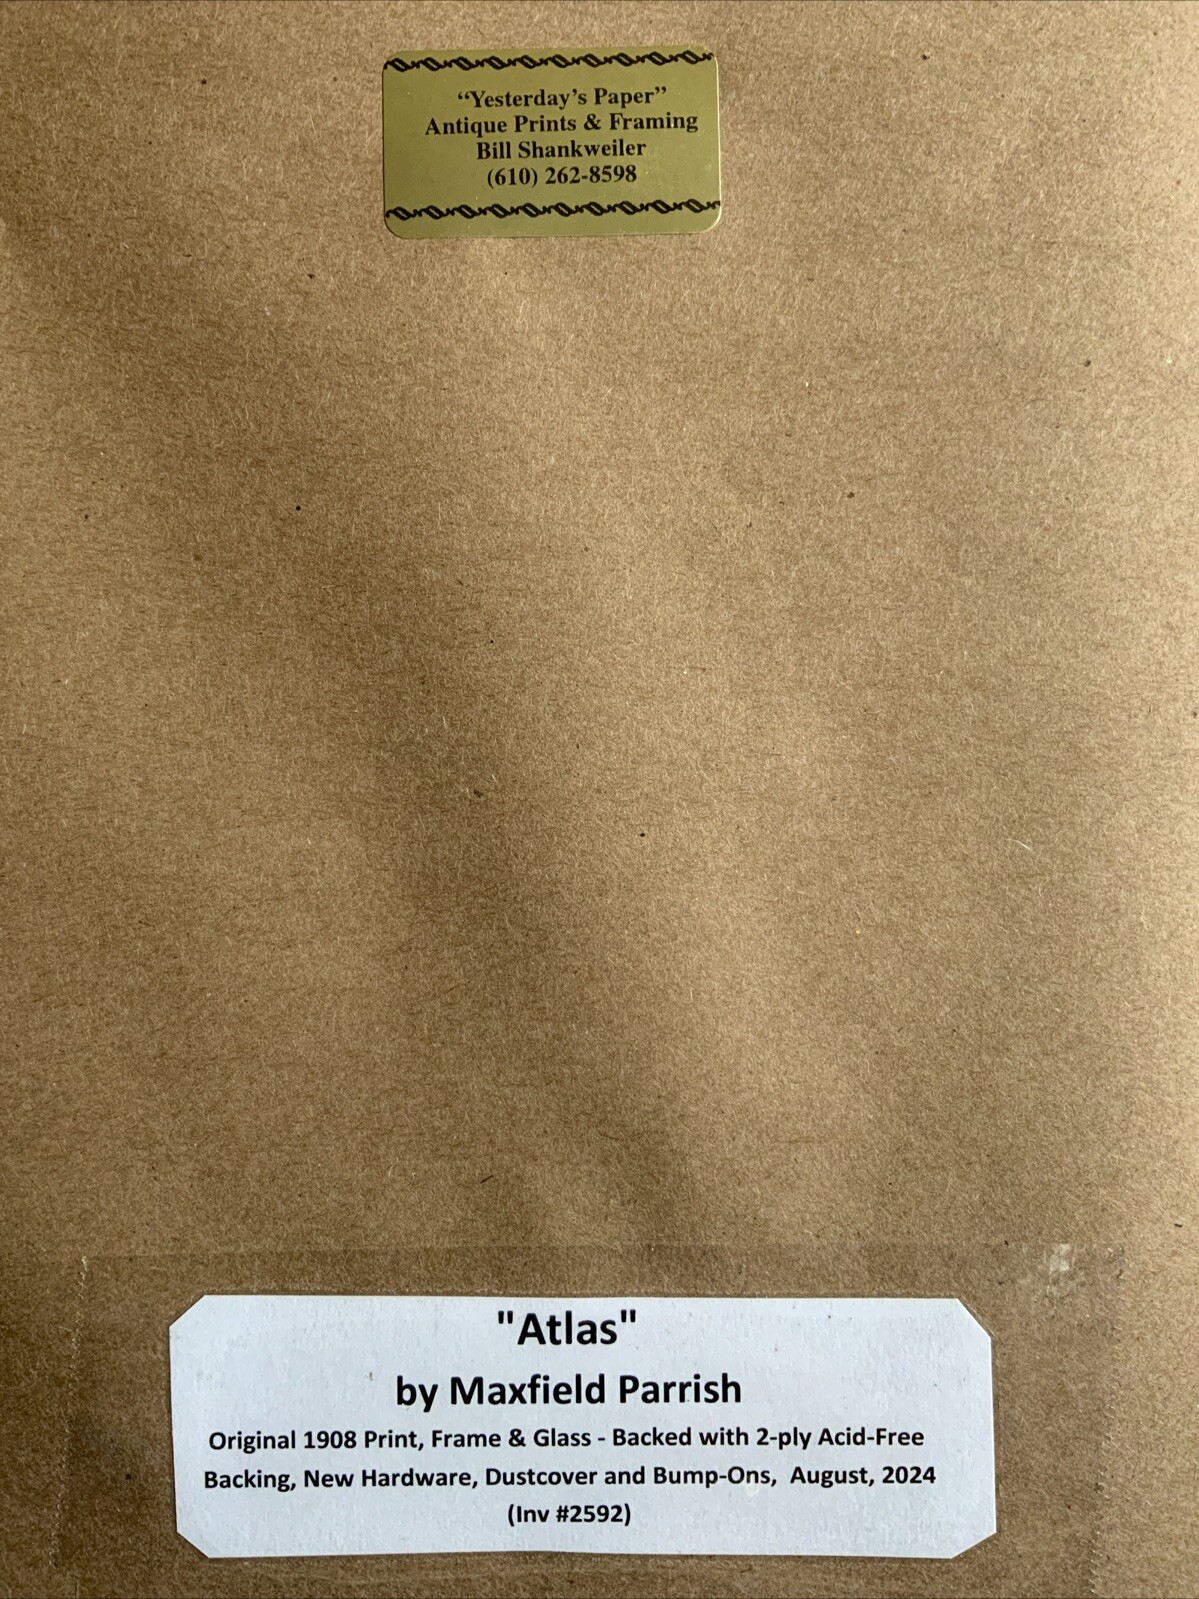 “Yesterday’s Paper”
Antique Prints & Framing
Bill Shankweiler
(610) 262-8598
"Atlas"
by Maxfield Parrish
Original 1908 Print, Frame & Glass - Backed with 2-ply Acid-Free
Backing, New Hardware, Dustcover and Bump-Ons,  August, 2024
(Inv #2592)